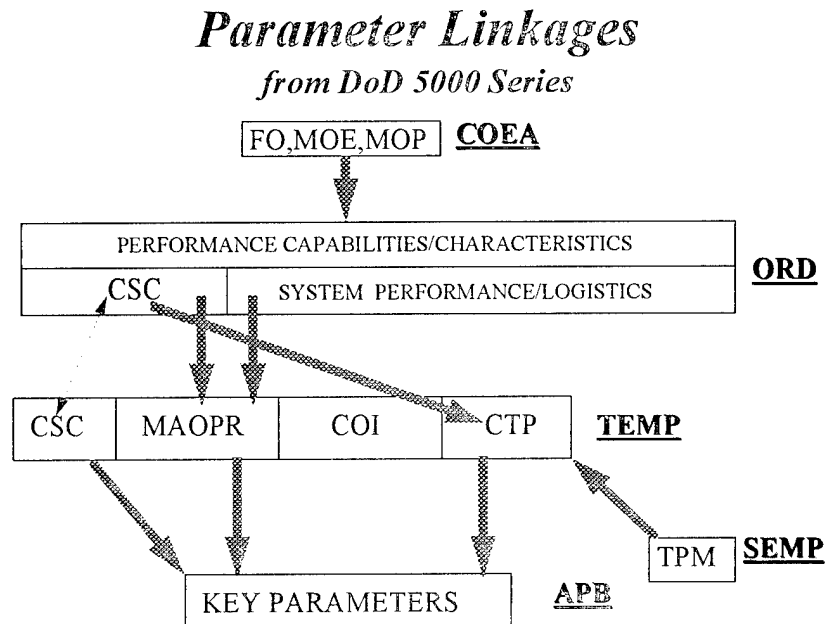 Parameter Linkages
from DoD 5000 Series
FO,MOE,MOP COEA
PERFORMANCE CAPABILITIES/CHARACTERISTICS
ORD
CSC SYSTEM PERFORMANCE/LOGISTICS
CSC MAOPR COI CTP TEMP
TPM SEMP
KEY PARAMETERS APB